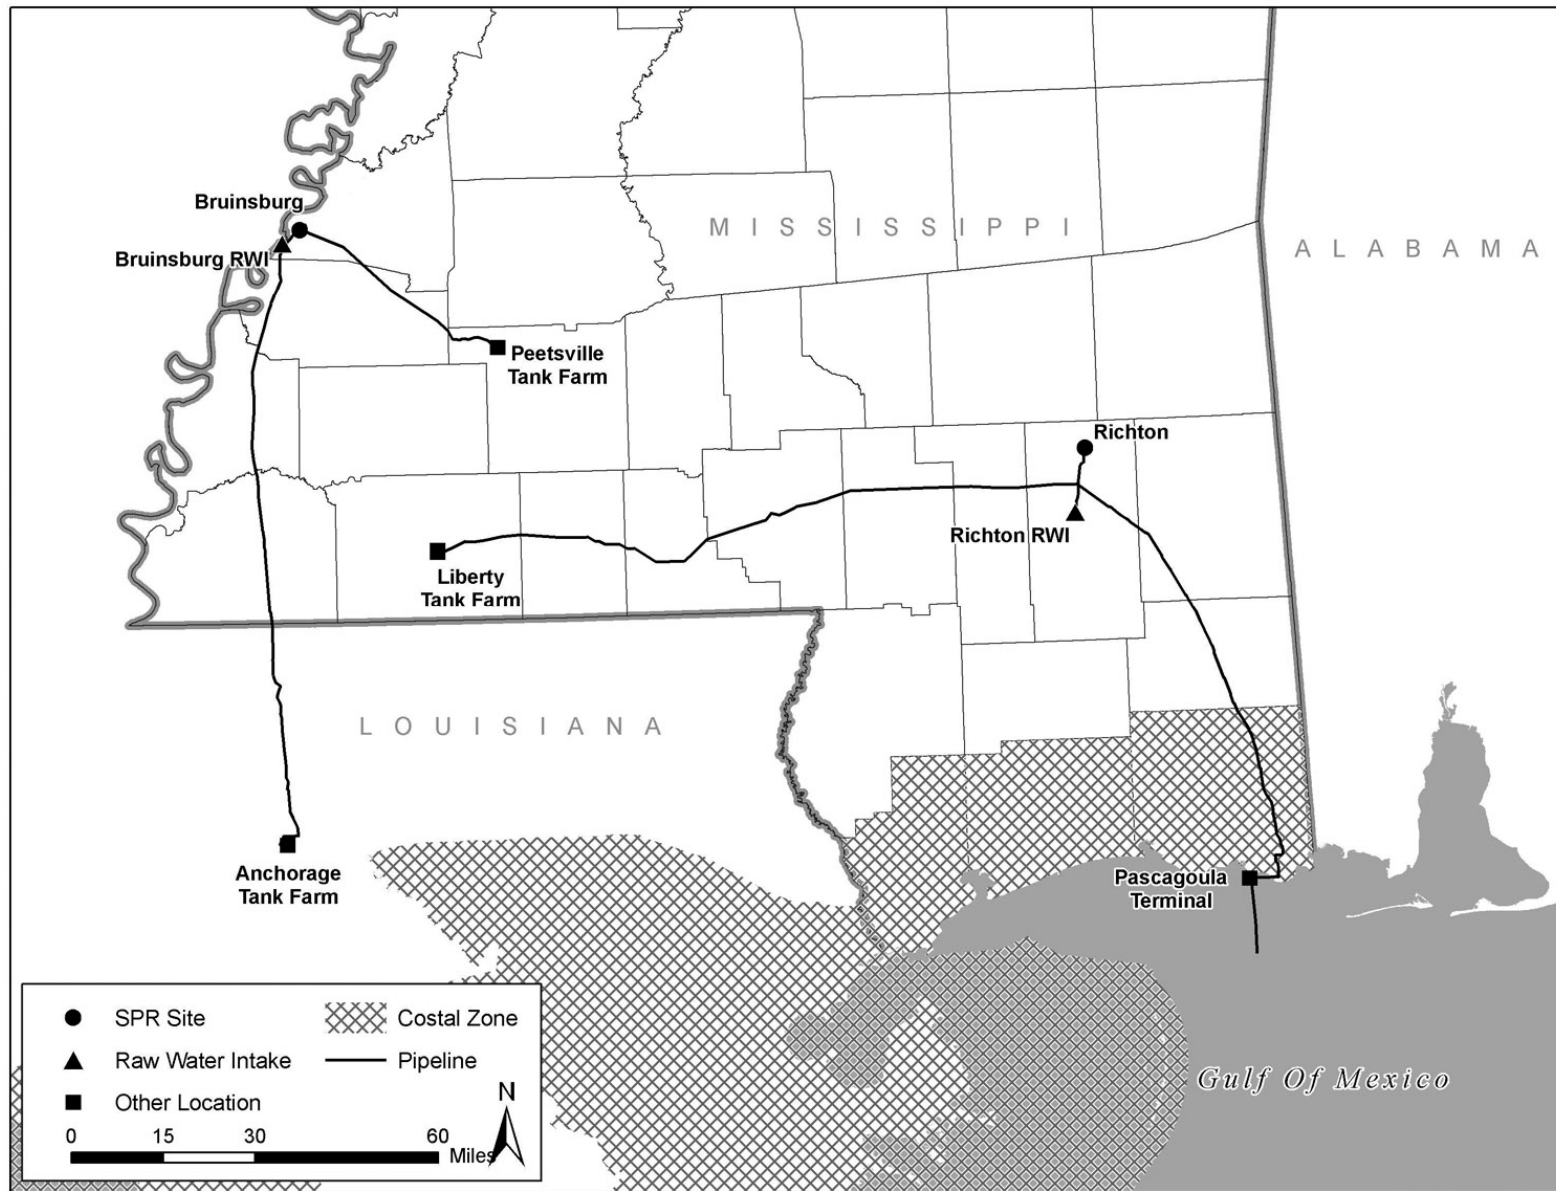 Bruinsburg
MISSISSIPPI
ALABAMA
Bruinsburg RWI
Peetsville
Tank Farm
Richton
Richton RWI
Liberty
Tank Farm
LOUISIANA
Anchorage
Tank Farm
Pascagoula
Terminal
Gulf Of Mexico
SPR Site
Costal Zone
Raw Water Intake
Pipeline
Other Location
N
0 15 30 60
Miles